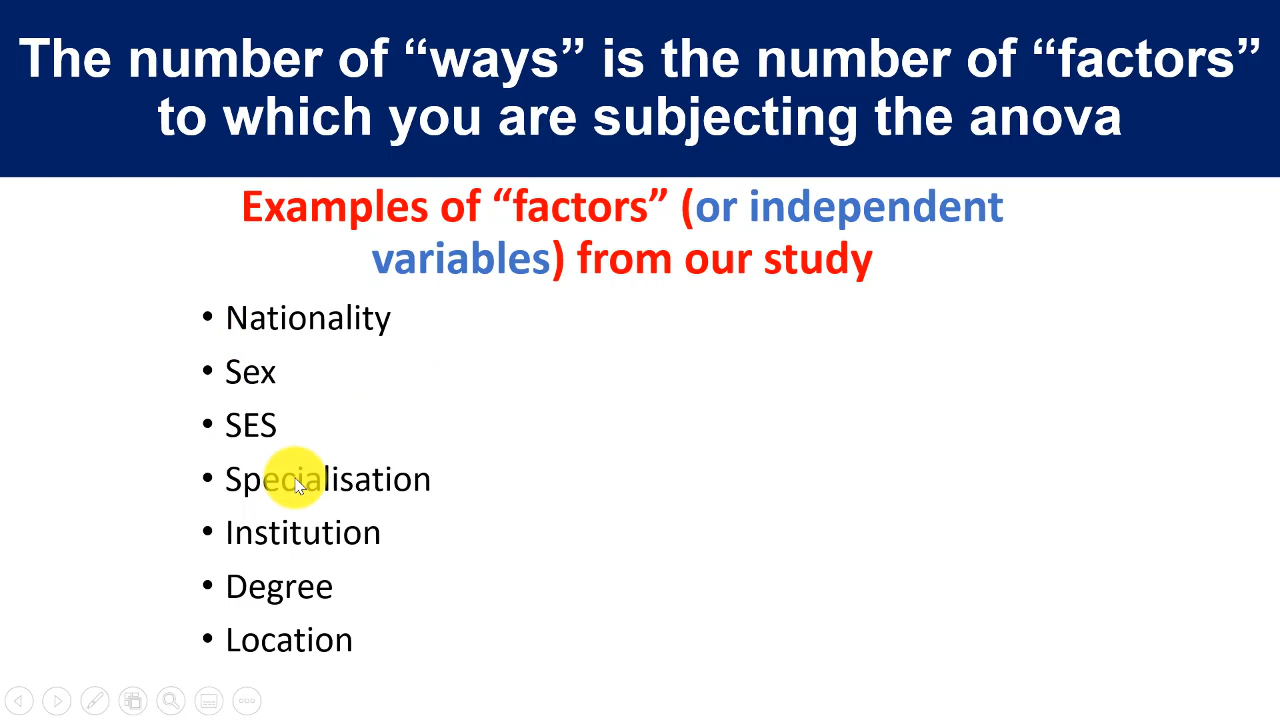 The number of “ways” is the number of “factors”
to which you are subjecting the anova
Examples of “factors” (or independent
variables) from our study
• Nationality
• Sex
• SES
• Specialisation
• Institution
• Degree
• Location